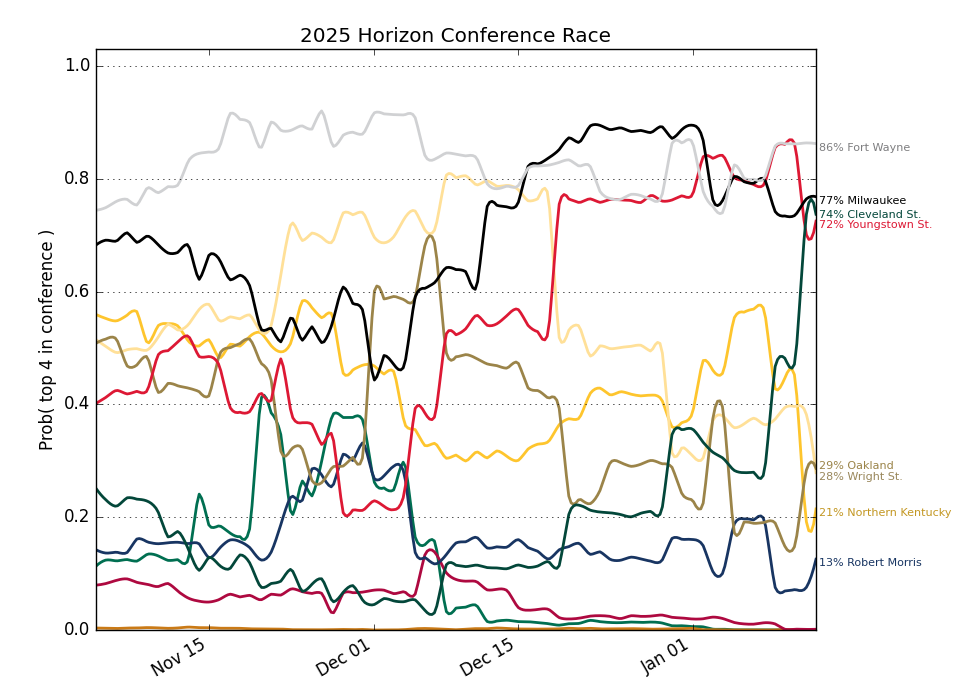 2025 Horizon Conference Race
Prob( top 4 in conference )
1.0
0.8
0.6
0.4
0.2
0.0
Nov 15
Dec 01
Dec 15
Jan 01
86% Fort Wayne
77% Milwaukee
74% Cleveland St.
72% Youngstown St.
29% Oakland
28% Wright St.
21% Northern Kentucky
13% Robert Morris